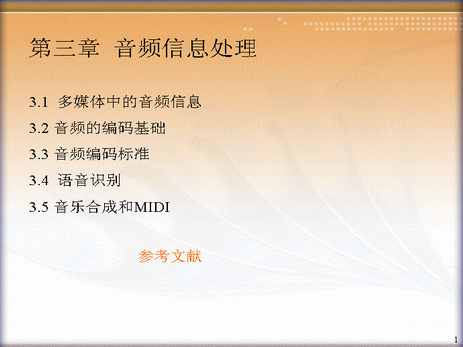 第三章 音频信息处理
3.1 多媒体中的音频信息
3.2 音频的编码基础
3.3 音频编码标准
3.4 语音识别
3.5 音乐合成和MIDI
参考文献
1